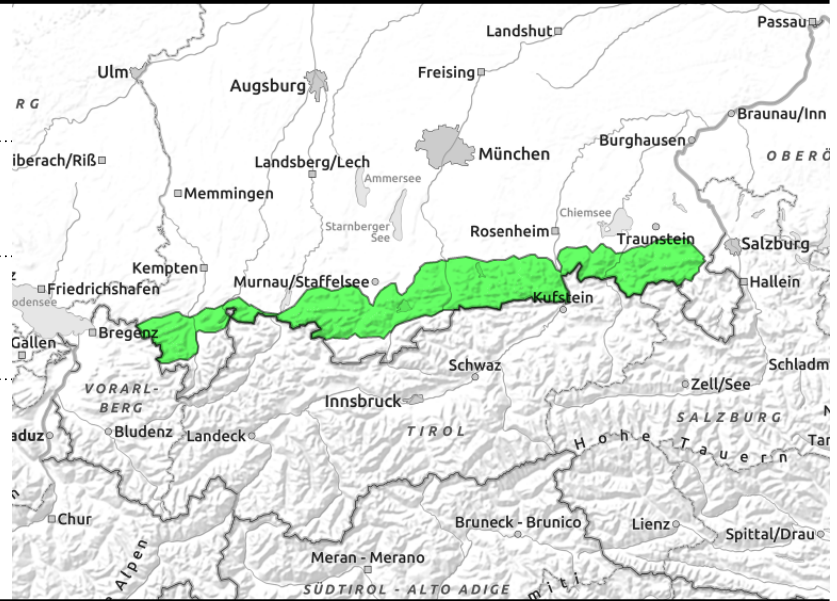 Passau
Landshut
Ulm
Freising
Augsburg
RG
Braunau/Inn
Burghausen
iberach/Riß
Landsberg/Lech
München
OBERÖ
Ammersee
Memmingen
Chiemsee
Starnberger
See
Rosenheim
Traunstein
Salzburg
Kempten
Murnau/Staffelsee
Hallein
z
Friedrichshafen
odensee
Kufstein
Bregenz
Gallen
Schwaz
Schladm
VORARL-
BERG
Zell/See
Innsbruck
SALZBURG
N
aduz
Bludenz
Landeck
TIROL
Hohe Tauern
Tar
n
Chur
Bruneck - Brunico
Lienz
Spittal/Drau
Alpen
Meran - Merano
SÜDTIROL - ALTO ADIGE
miti